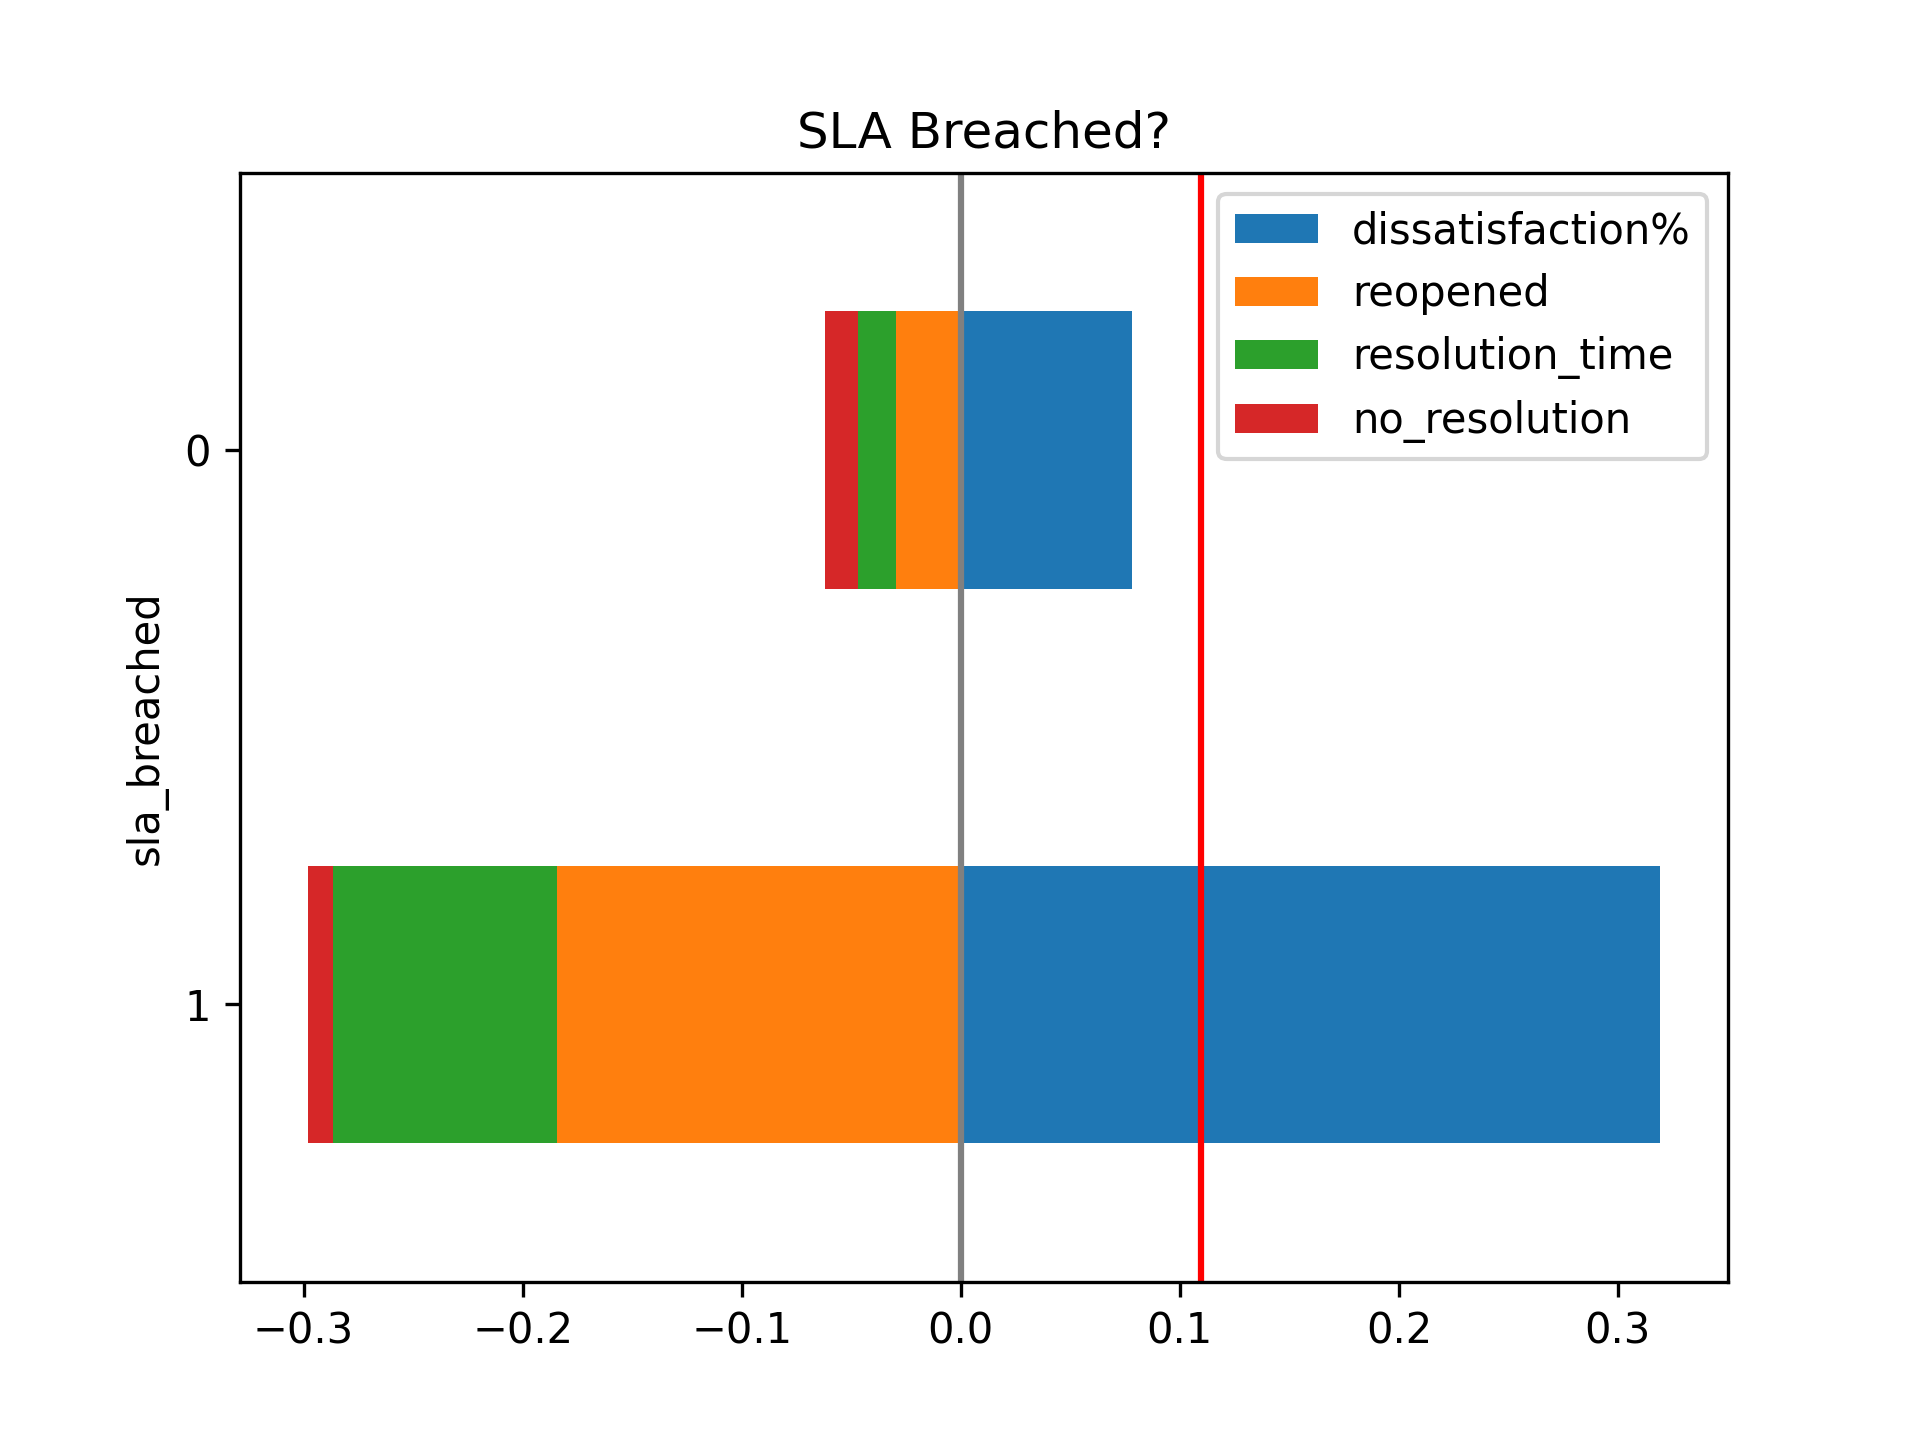 SLA Breached?
dissatisfaction%
reopened
resolution_time
no_resolution
0
1
sla_breached
−0.3
−0.2
−0.1
0.0
0.1
0.2
0.3